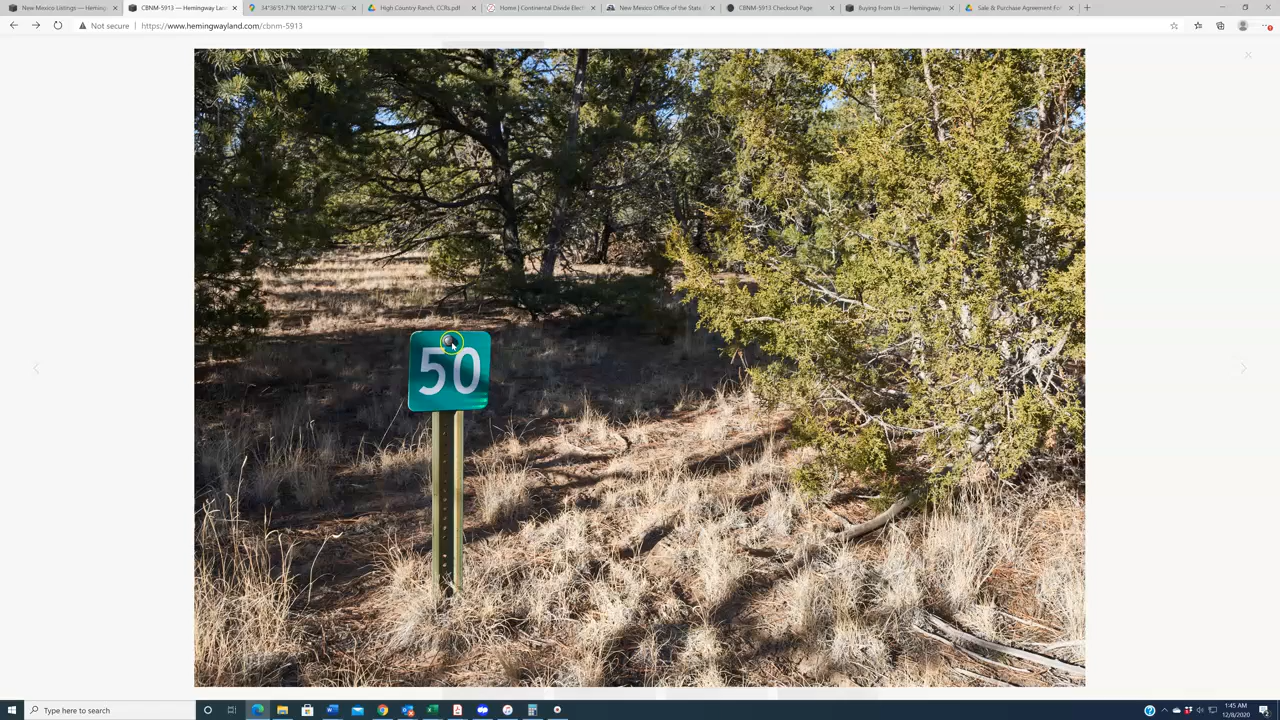 New Mexico Listings — Heming
CBNM-5913 — Hemingway Lan
34°36'51.7"N 108°23'12.7"W - G
High Country Ranch, CCRs.pdf
Home | Continental Divide Elect
New Mexico Office of the State
CBNM-5913 Checkout Page
Buying From Us — Hemingway
Sale & Purchase Agreement For
Not secure
https://www.hemingwayland.com/cbnm-5913
50
Type here to search
1:45 AM
12/8/2020